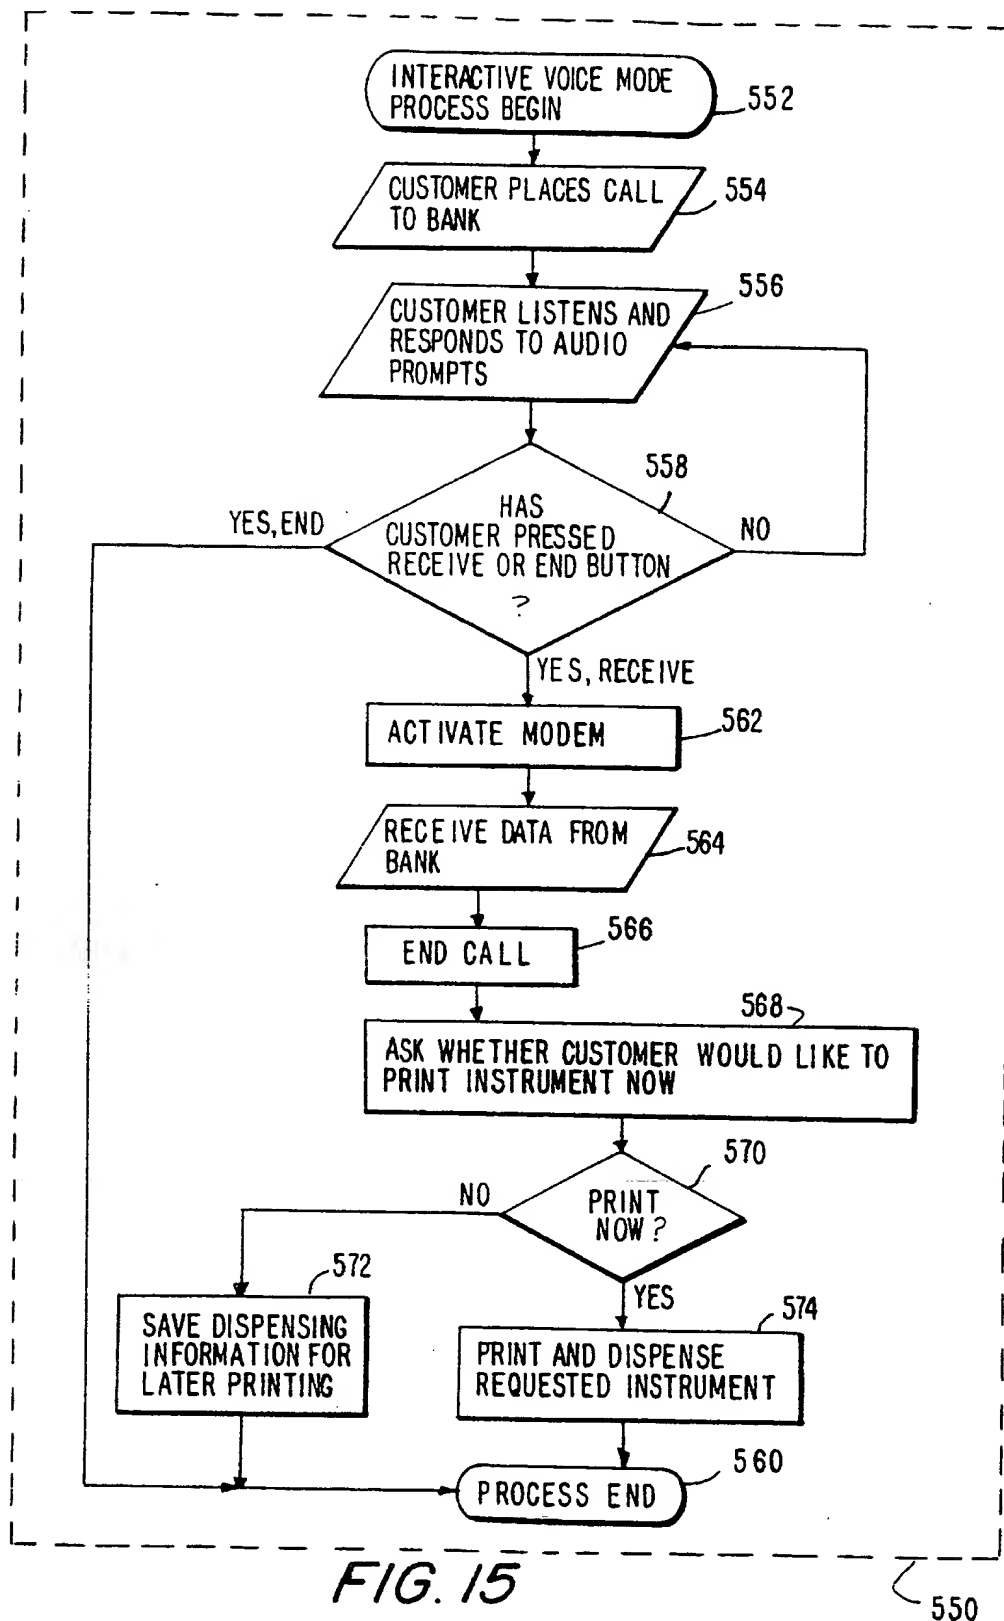 INTERACTIVE VOICE MODE
PROCESS BEGIN
552
CUSTOMER PLACES CALL
TO BANK
554
556
CUSTOMER LISTENS AND
RESPONDS TO AUDIO
PROMPTS
558
YES, END
HAS
CUSTOMER PRESSED
RECEIVE OR END BUTTON
?
NO
YES, RECEIVE
ACTIVATE MODEM
562
RECEIVE DATA FROM
BANK
564
566
END CALL
568
ASK WHETHER CUSTOMER WOULD LIKE TO
PRINT INSTRUMENT NOW
570
NO
PRINT
NOW?
572
YES
574
SAVE DISPENSING
INFORMATION FOR
LATER PRINTING
PRINT AND DISPENSE
REQUESTED INSTRUMENT
560
PROCESS END
FIG. 15
550